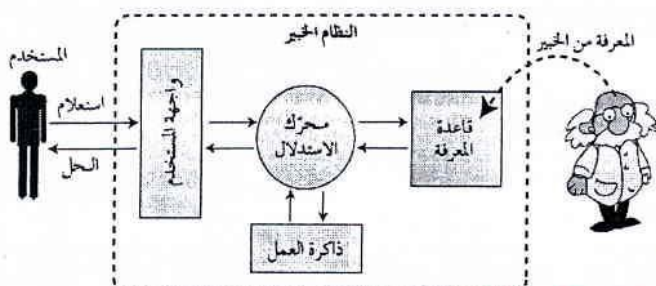 النظام الخبير
المعرفة من الخبير
المستخدم
استعلام
الحل
واجهة المستخدم
محرك
الاستدلال
قاعدة
المعرفة
ذاكرة العمل